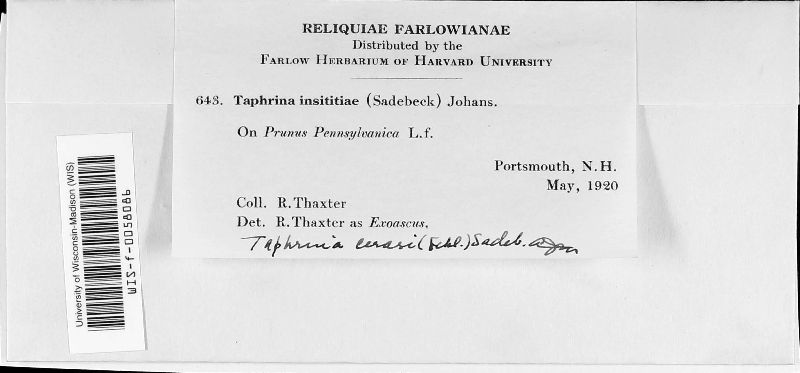 RELIQUIAE FARLOWIANAE
Distributed by the
FARLOW HERBARIUM OF HARVARD UNIVERSITY
643. Taphrina insititiae (Sadebeck) Johans.
On Prunus Pennsylvanica L.f.
Portsmouth, N.H.
May, 1920
Coll. R. Thaxter
Det. R. Thaxter as Exoascus,
Taphrina cerasi (Fckl.) Sadeb.
University of Wisconsin-Madison (WIS)
WIS-f-0058086